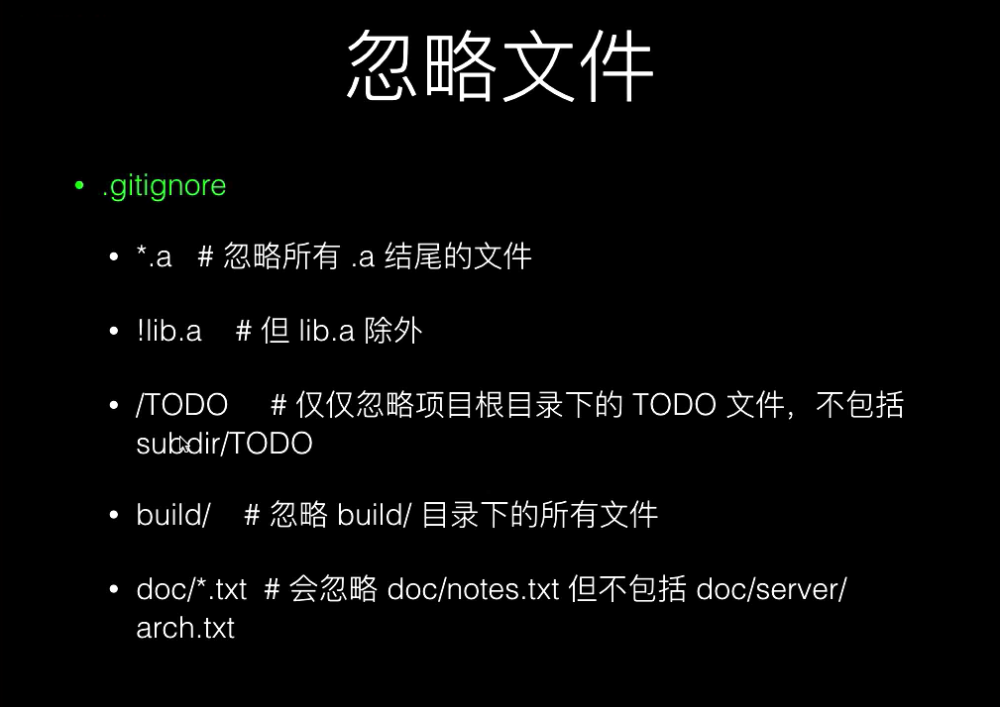 忽略文件
• .gitignore
• *.a # 忽略所有 .a 结尾的文件
• !lib.a # 但 lib.a 除外
• /TODO # 仅仅忽略项目根目录下的 TODO 文件，不包括
subdir/TODO
• build/ # 忽略 build/ 目录下的所有文件
• doc/*.txt # 会忽略 doc/notes.txt 但不包括 doc/server/
arch.txt